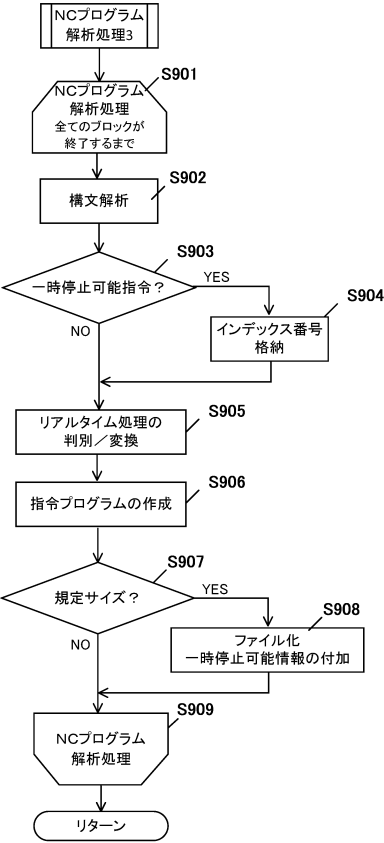 NCプログラム
解析処理3
S901
NCプログラム
解析処理
全てのブロックが
終了するまで
S902
構文解析
S903
一時停止可能指令？
YES
NO
S904
インデックス番号
格納
S905
リアルタイム処理の
判別／変換
S906
指令プログラムの作成
S907
規定サイズ？
YES
NO
S908
ファイル化
一時停止可能情報の付加
S909
NCプログラム
解析処理
リターン